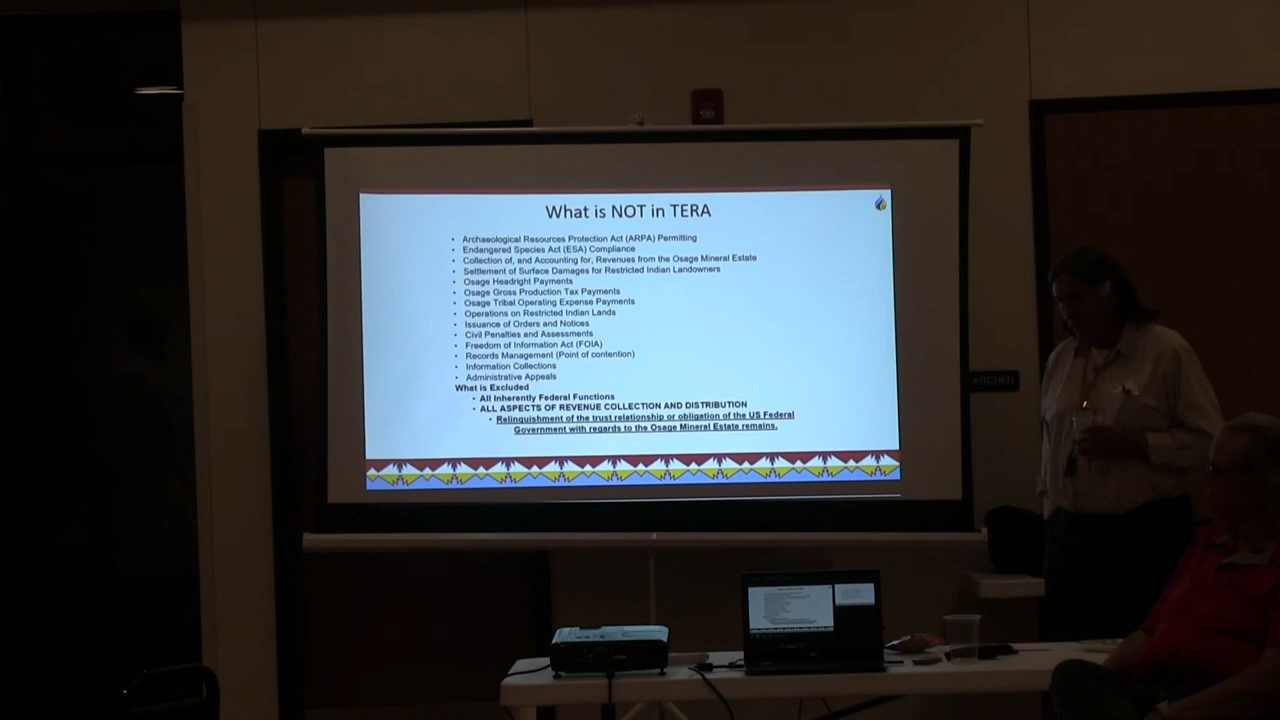 What is NOT in TERA
• Archaeological Resources Protection Act (ARPA) Permitting
• Endangered Species Act (ESA) Compliance
• Collection of, and Accounting for, Revenues from the Osage Mineral Estate
• Settlement of Surface Damages for Restricted Indian Landowners
• Osage Headright Payments
• Osage Gross Production Tax Payments
• Osage Tribal Operating Expense Payments
• Operations on Restricted Indian Lands
• Issuance of Orders and Notices
• Civil Penalties and Assessments
• Freedom of Information Act (FOIA)
• Records Management (Point of contention)
• Information Collections
• Administrative Appeals
What is Excluded
• All Inherently Federal Functions
• ALL ASPECTS OF REVENUE COLLECTION AND DISTRIBUTION
• Relinquishment of the trust relationship or obligation of the US Federal
Government with regards to the Osage Mineral Estate remains.
KITCHEN